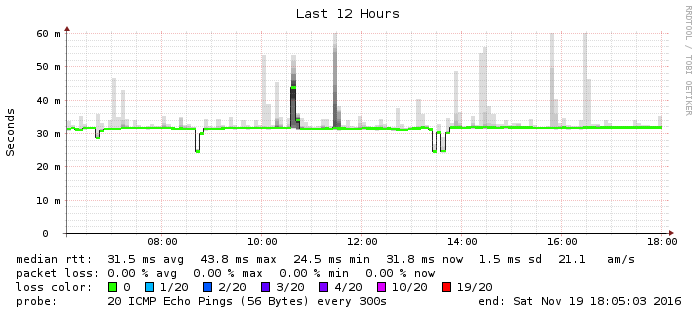 Last 12 Hours
RRDTOOL / TOBI OETIKER
Seconds
60 m
50 m
40 m
30 m
20 m
10 m
0
08:00 10:00 12:00 14:00 16:00 18:00
median rtt: 31.5 ms avg 43.8 ms max 24.5 ms min 31.8 ms now 1.5 ms sd 21.1 am/s
packet loss: 0.00 % avg 0.00 % max 0.00 % min 0.00 % now
loss color: 0 1/20 2/20 3/20 4/20 10/20 19/20
probe: 20 ICMP Echo Pings (56 Bytes) every 300s end: Sat Nov 19 18:05:03 2016